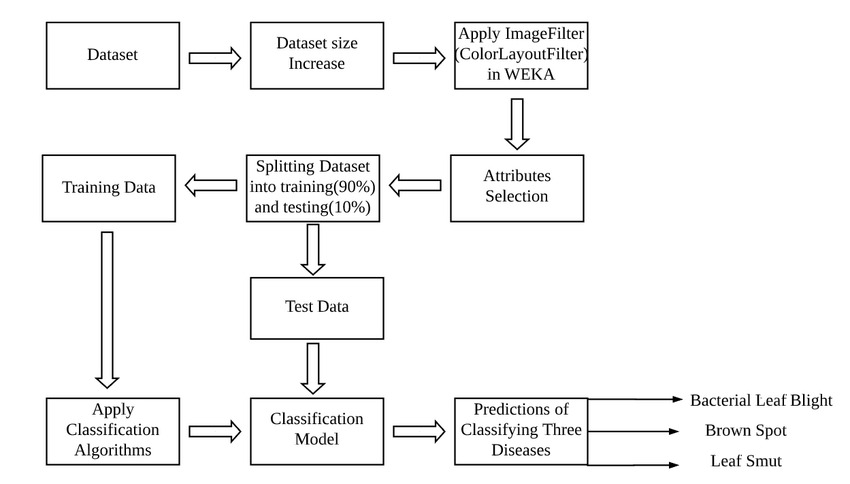 Dataset
Dataset size
Increase
Apply ImageFilter
(ColorLayoutFilter)
in WEKA
Training Data
Splitting Dataset
into training(90%)
and testing(10%)
Attributes
Selection
Test Data
Apply
Classification
Algorithms
Classification
Model
Predictions of
Classifying Three
Diseases
Bacterial Leaf Blight
Brown Spot
Leaf Smut